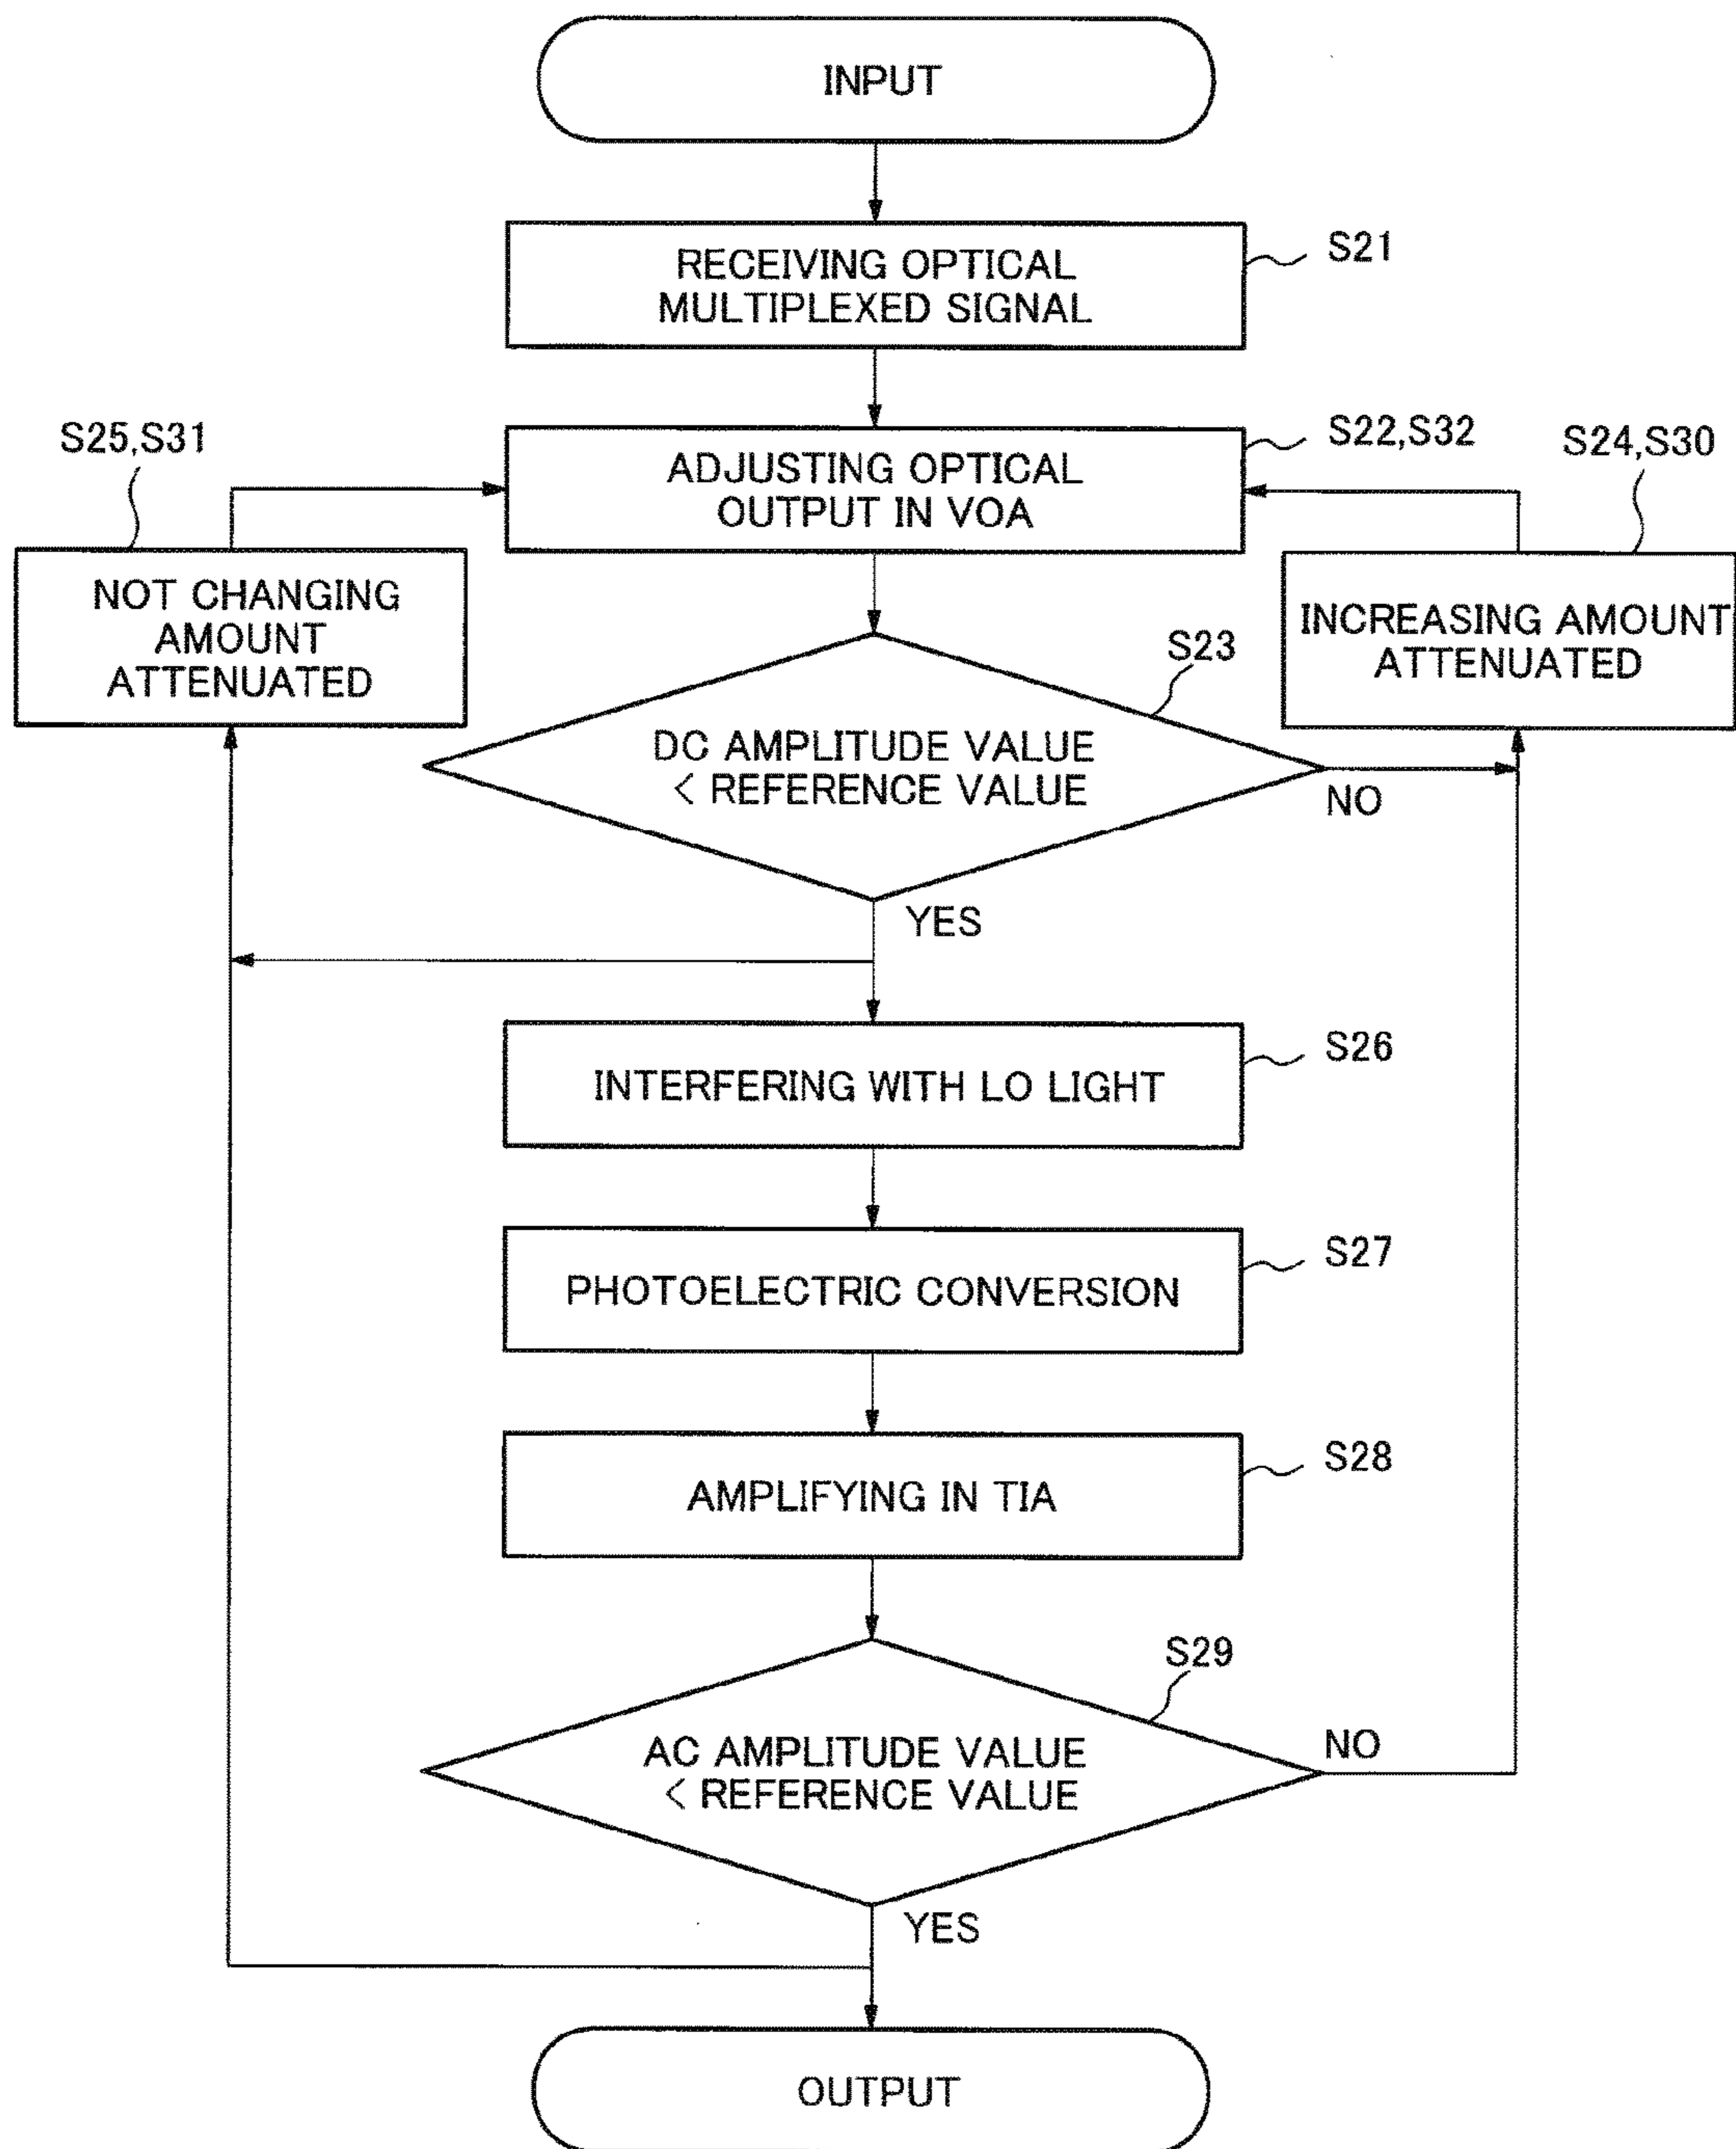 INPUT
RECEIVING OPTICAL
MULTIPLEXED SIGNAL
S21
S25,S31
ADJUSTING OPTICAL
OUTPUT IN VOA
S22,S32
S24,S30
NOT CHANGING
AMOUNT
ATTENUATED
INCREASING AMOUNT
ATTENUATED
S23
DC AMPLITUDE VALUE
< REFERENCE VALUE
NO
YES
INTERFERING WITH LO LIGHT
S26
PHOTOELECTRIC CONVERSION
S27
AMPLIFYING IN TIA
S28
S29
AC AMPLITUDE VALUE
< REFERENCE VALUE
NO
YES
OUTPUT